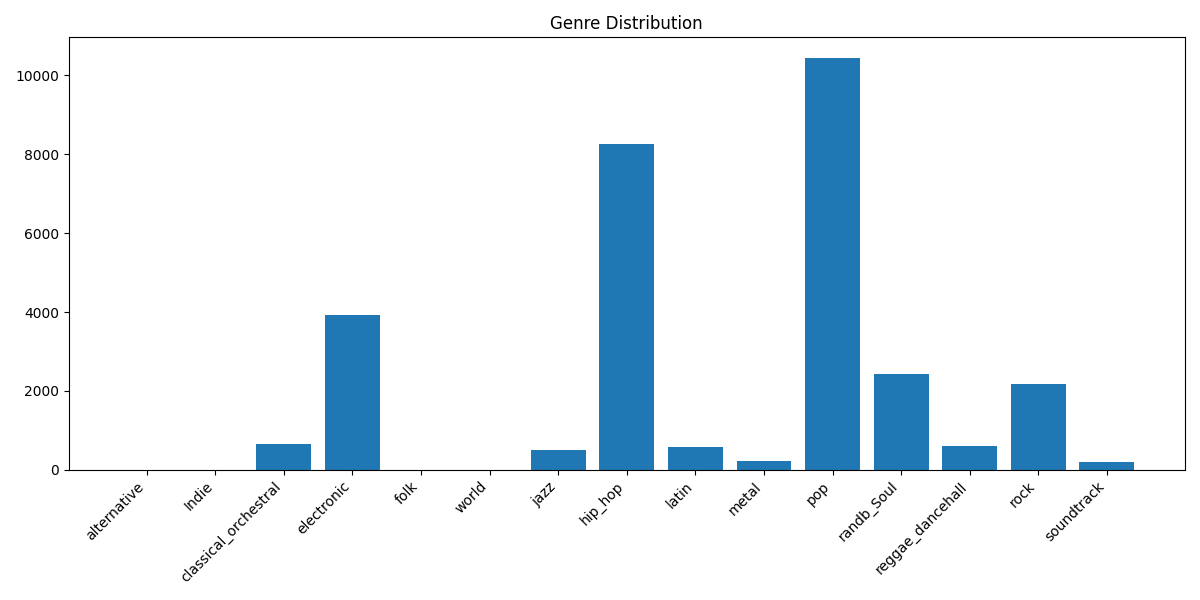 Genre Distribution
10000
8000
6000
4000
2000
0
alternative
Indie
classical_orchestral
electronic
folk
world
jazz
hip_hop
latin
metal
pop
randb_Soul
reggae_dancehall
rock
soundtrack